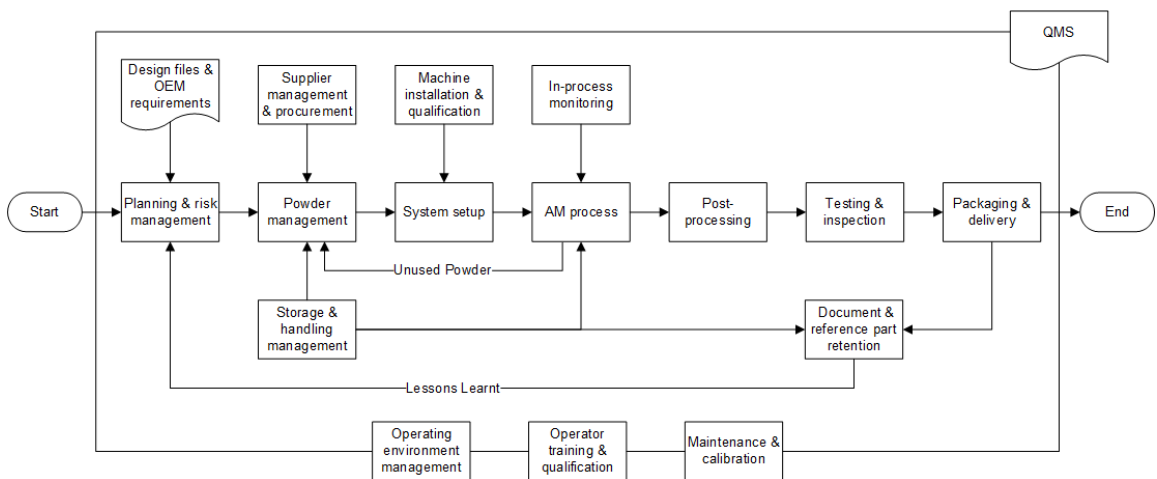 QMS
Design files &
OEM
requirements
Supplier
management
& procurement
Machine
installation &
qualification
In-process
monitoring
Start
Planning & risk
management
Powder
management
System setup
AM process
Post-
processing
Testing &
inspection
Packaging &
delivery
End
Unused Powder
Storage &
handling
management
Document &
reference part
retention
Lessons Learnt
Operating
environment
management
Operator
training &
qualification
Maintenance &
calibration